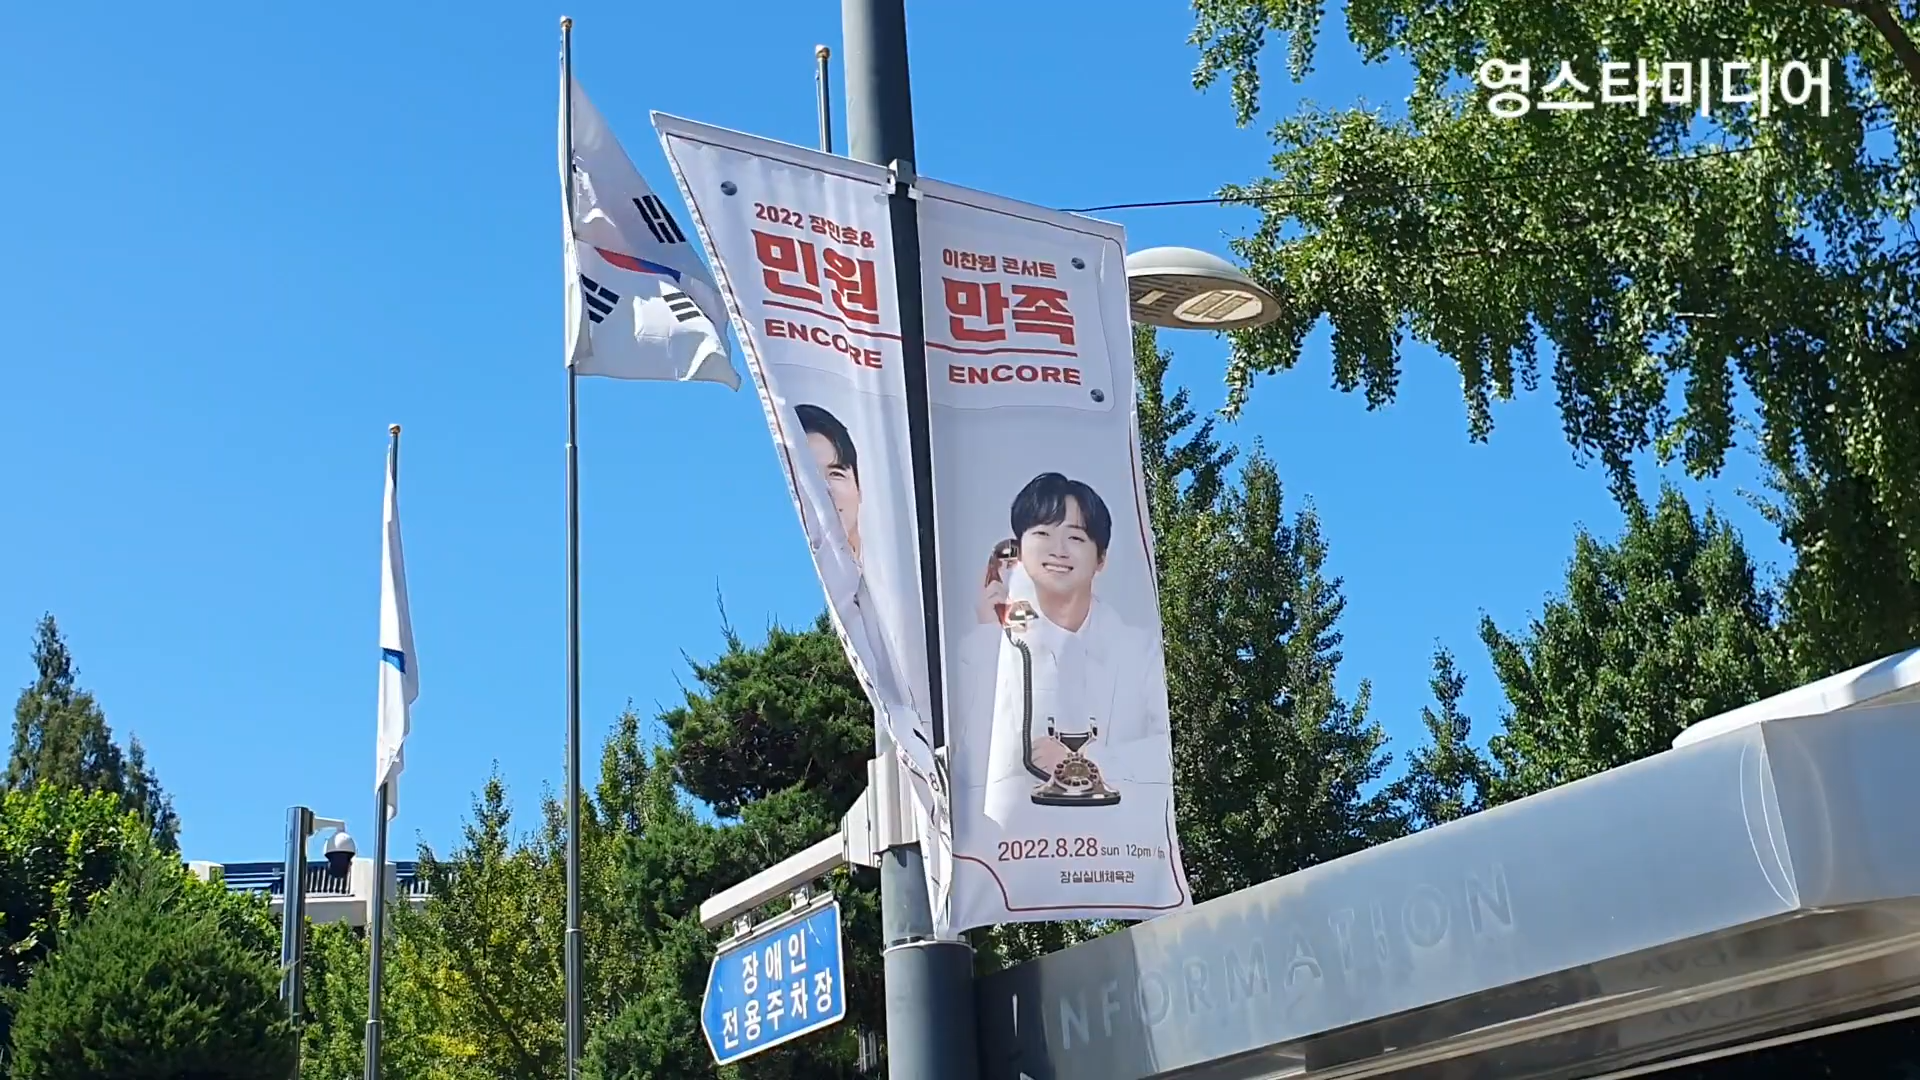 영스타미디어
2022 장민호&
민원
ENCORE
이찬원 콘서트
만족
ENCORE
2022.8.28 sun 12pm / 6pm
잠실실내체육관
장애인
전용주차장
INFORMATION